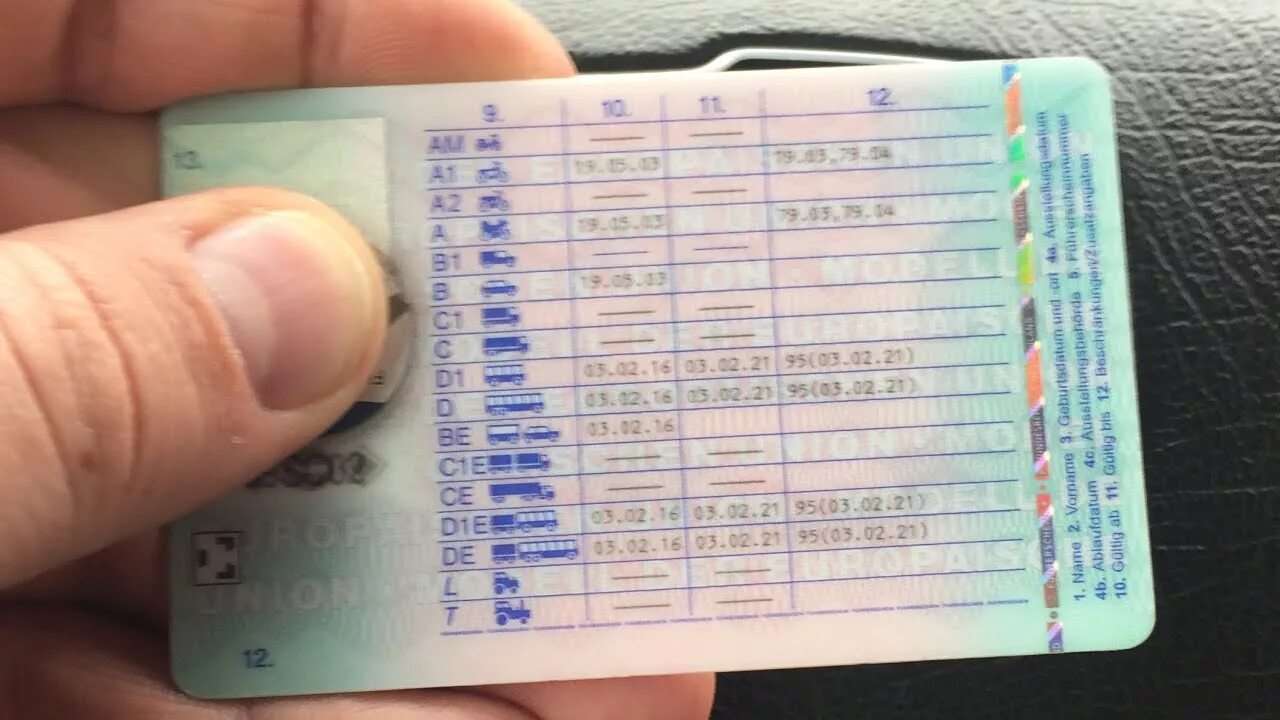 13.
9. 10. 11. 12.
AM — —
A1 19.05.03 79.03,79.04
A2 — —
A 19.05.03 79.03,79.04
B1 — —
B 19.05.03
C1 — —
C — —
D1 03.02.16 03.02.21 95(03.02.21)
D 03.02.16 03.02.21 95(03.02.21)
BE 03.02.16
C1E — —
CE — —
D1E 03.02.16 03.02.21 95(03.02.21)
DE 03.02.16 03.02.21 95(03.02.21)
L — —
T — —
12.
1. Name 2. Vorname 3. Geburtsdatum und -ort 4a. Ausstellungsdatum
4b. Ablaufdatum 4c. Ausstellungsbehörde 5. Führerscheinnummer
10. Gültig ab 11. Gültig bis 12. Beschränkungen/Zusatzangaben
UNION
MODELL
EUROPÄISCHEN